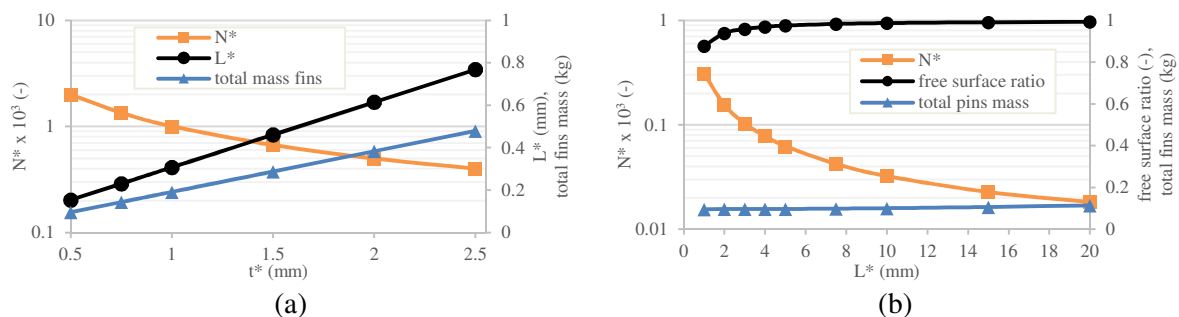 10
1
0.1
N* x 10³ (-)
N*
L*
total mass fins
1
0.8
0.6
0.4
0.2
0
L* (mm),
total fins mass (kg)
0.5 1 1.5 2 2.5
t* (mm)
(a)
1
0.1
0.01
N* x 10³ (-)
N*
free surface ratio
total pins mass
1
0.8
0.6
0.4
0.2
0
free surface ratio (-),
total fins mass (kg)
0 2 4 6 8 10 12 14 16 18 20
L* (mm)
(b)